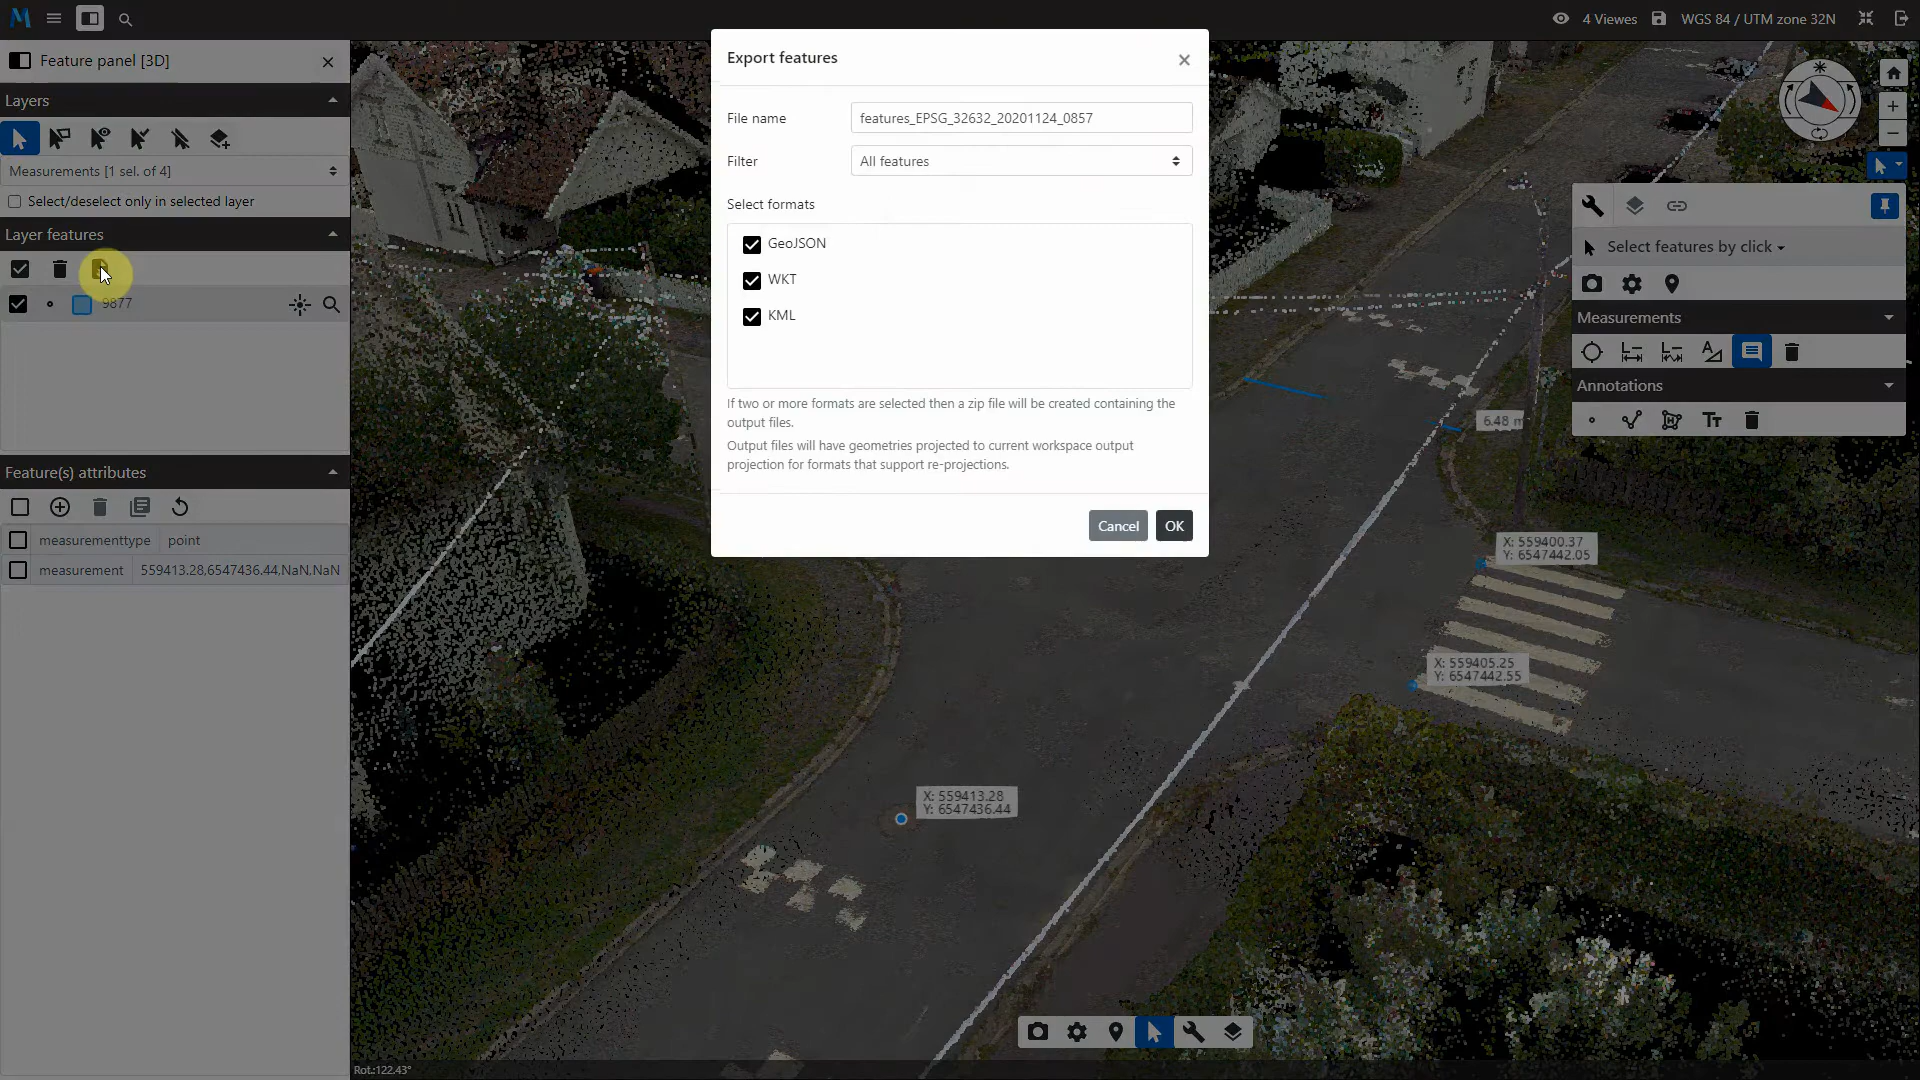 4 Viewes
WGS 84 / UTM zone 32N
Feature panel [3D]
Layers
Measurements [1 sel. of 4]
Select/deselect only in selected layer
Layer features
9877
Feature(s) attributes
measurementtype point
measurement 559413.28,6547436.44,NaN,NaN
Export features
File name features_EPSG_32632_20201124_0857
Filter All features
Select formats
GeoJSON
WKT
KML
If two or more formats are selected then a zip file will be created containing the
output files.
Output files will have geometries projected to current workspace output
projection for formats that support re-projections.
Cancel OK
Select features by click
Measurements
Annotations
6.48 m
X: 559400.37
Y: 6547442.05
X: 559405.25
Y: 6547442.55
X: 559413.28
Y: 6547436.44
Rot.:122.43°